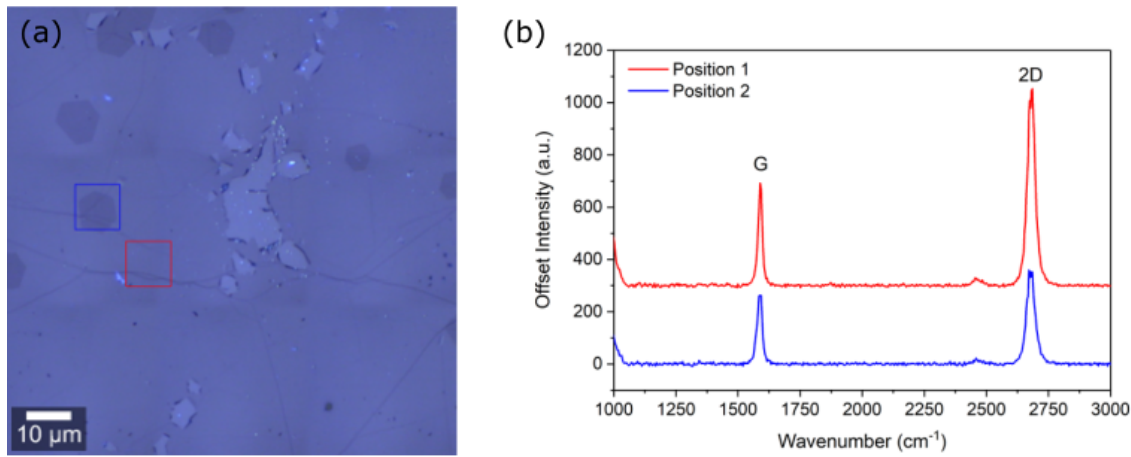 (a)
10 μm
(b)
Position 1
Position 2
G
2D
Offset Intensity (a.u.)
1200
1000
800
600
400
200
0
1000 1250 1500 1750 2000 2250 2500 2750 3000
Wavenumber (cm⁻¹)